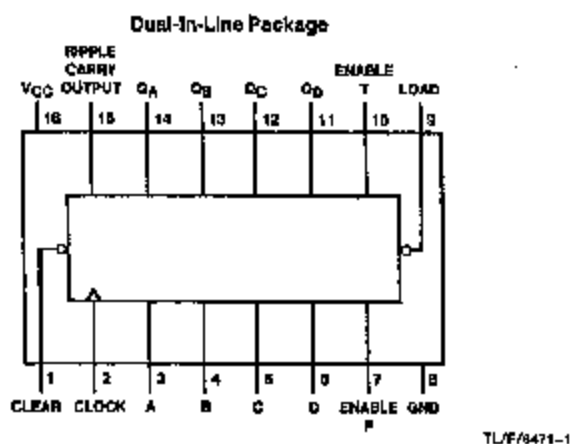 Dual-In-Line Package
RIPPLE
CARRY ENABLE
VCC OUTPUT QA QB QC QD T LOAD
16 15 14 13 12 11 10 9
1 2 3 4 5 6 7 8
CLEAR CLOCK A B C D ENABLE GND
P
TL/F/6471-1